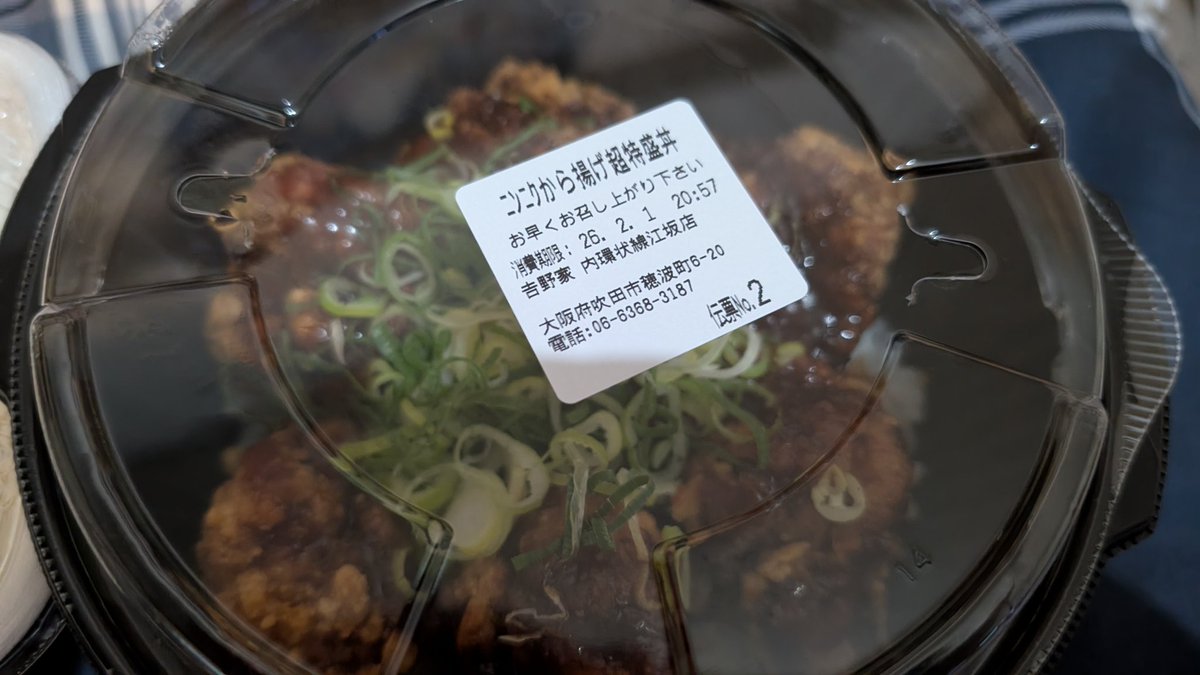 ﾆﾝﾆｸから揚げ超特盛丼
お早くお召し上がり下さい
消費期限: 26. 2. 1 20:57
吉野家 内環状線江坂店
大阪府吹田市穂波町6-20
電話:06-6368-3187
伝票No.2
14